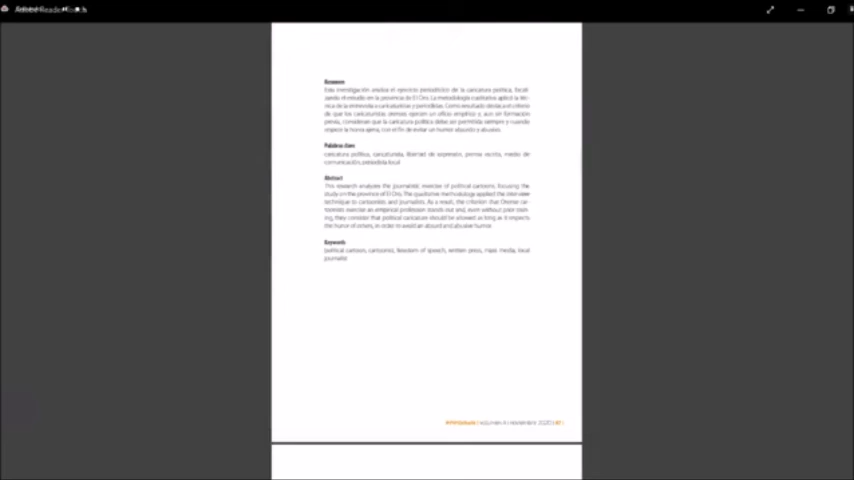 Resumen
Esta investigación analiza el ejercicio periodístico de la caricatura política, focali-
zando el estudio en la provincia de El Oro. La metodología cualitativa aplicó la téc-
nica de la entrevista a caricaturistas y periodistas. Como resultado el criterio
de que los caricaturistas orenses ejercen un oficio empírico y, aun sin formación
previa, consideran que la caricatura política debe ser permitida siempre y cuando
respete la honra ajena, con el fin de evitar un humor absurdo y abusivo.
Palabras clave
caricatura política, caricaturista, libertad de expresión, prensa escrita, medio de
comunicación, periodista local
Abstract
This research analyzes the journalistic exercise of political cartoons, focusing the
study on the province of El Oro. The qualitative methodology applied the interview
technique to cartoonists and journalists. As a result, the criterion that Orense car-
toonists exercise an empirical profession stands out and, even without prior train-
ing, they consider that political caricature should be allowed as long as it respects
the honor of others, in order to avoid an absurd and abusive humor.
Keywords
political cartoon, cartoonist, freedom of speech, written press, mass media, local
journalist